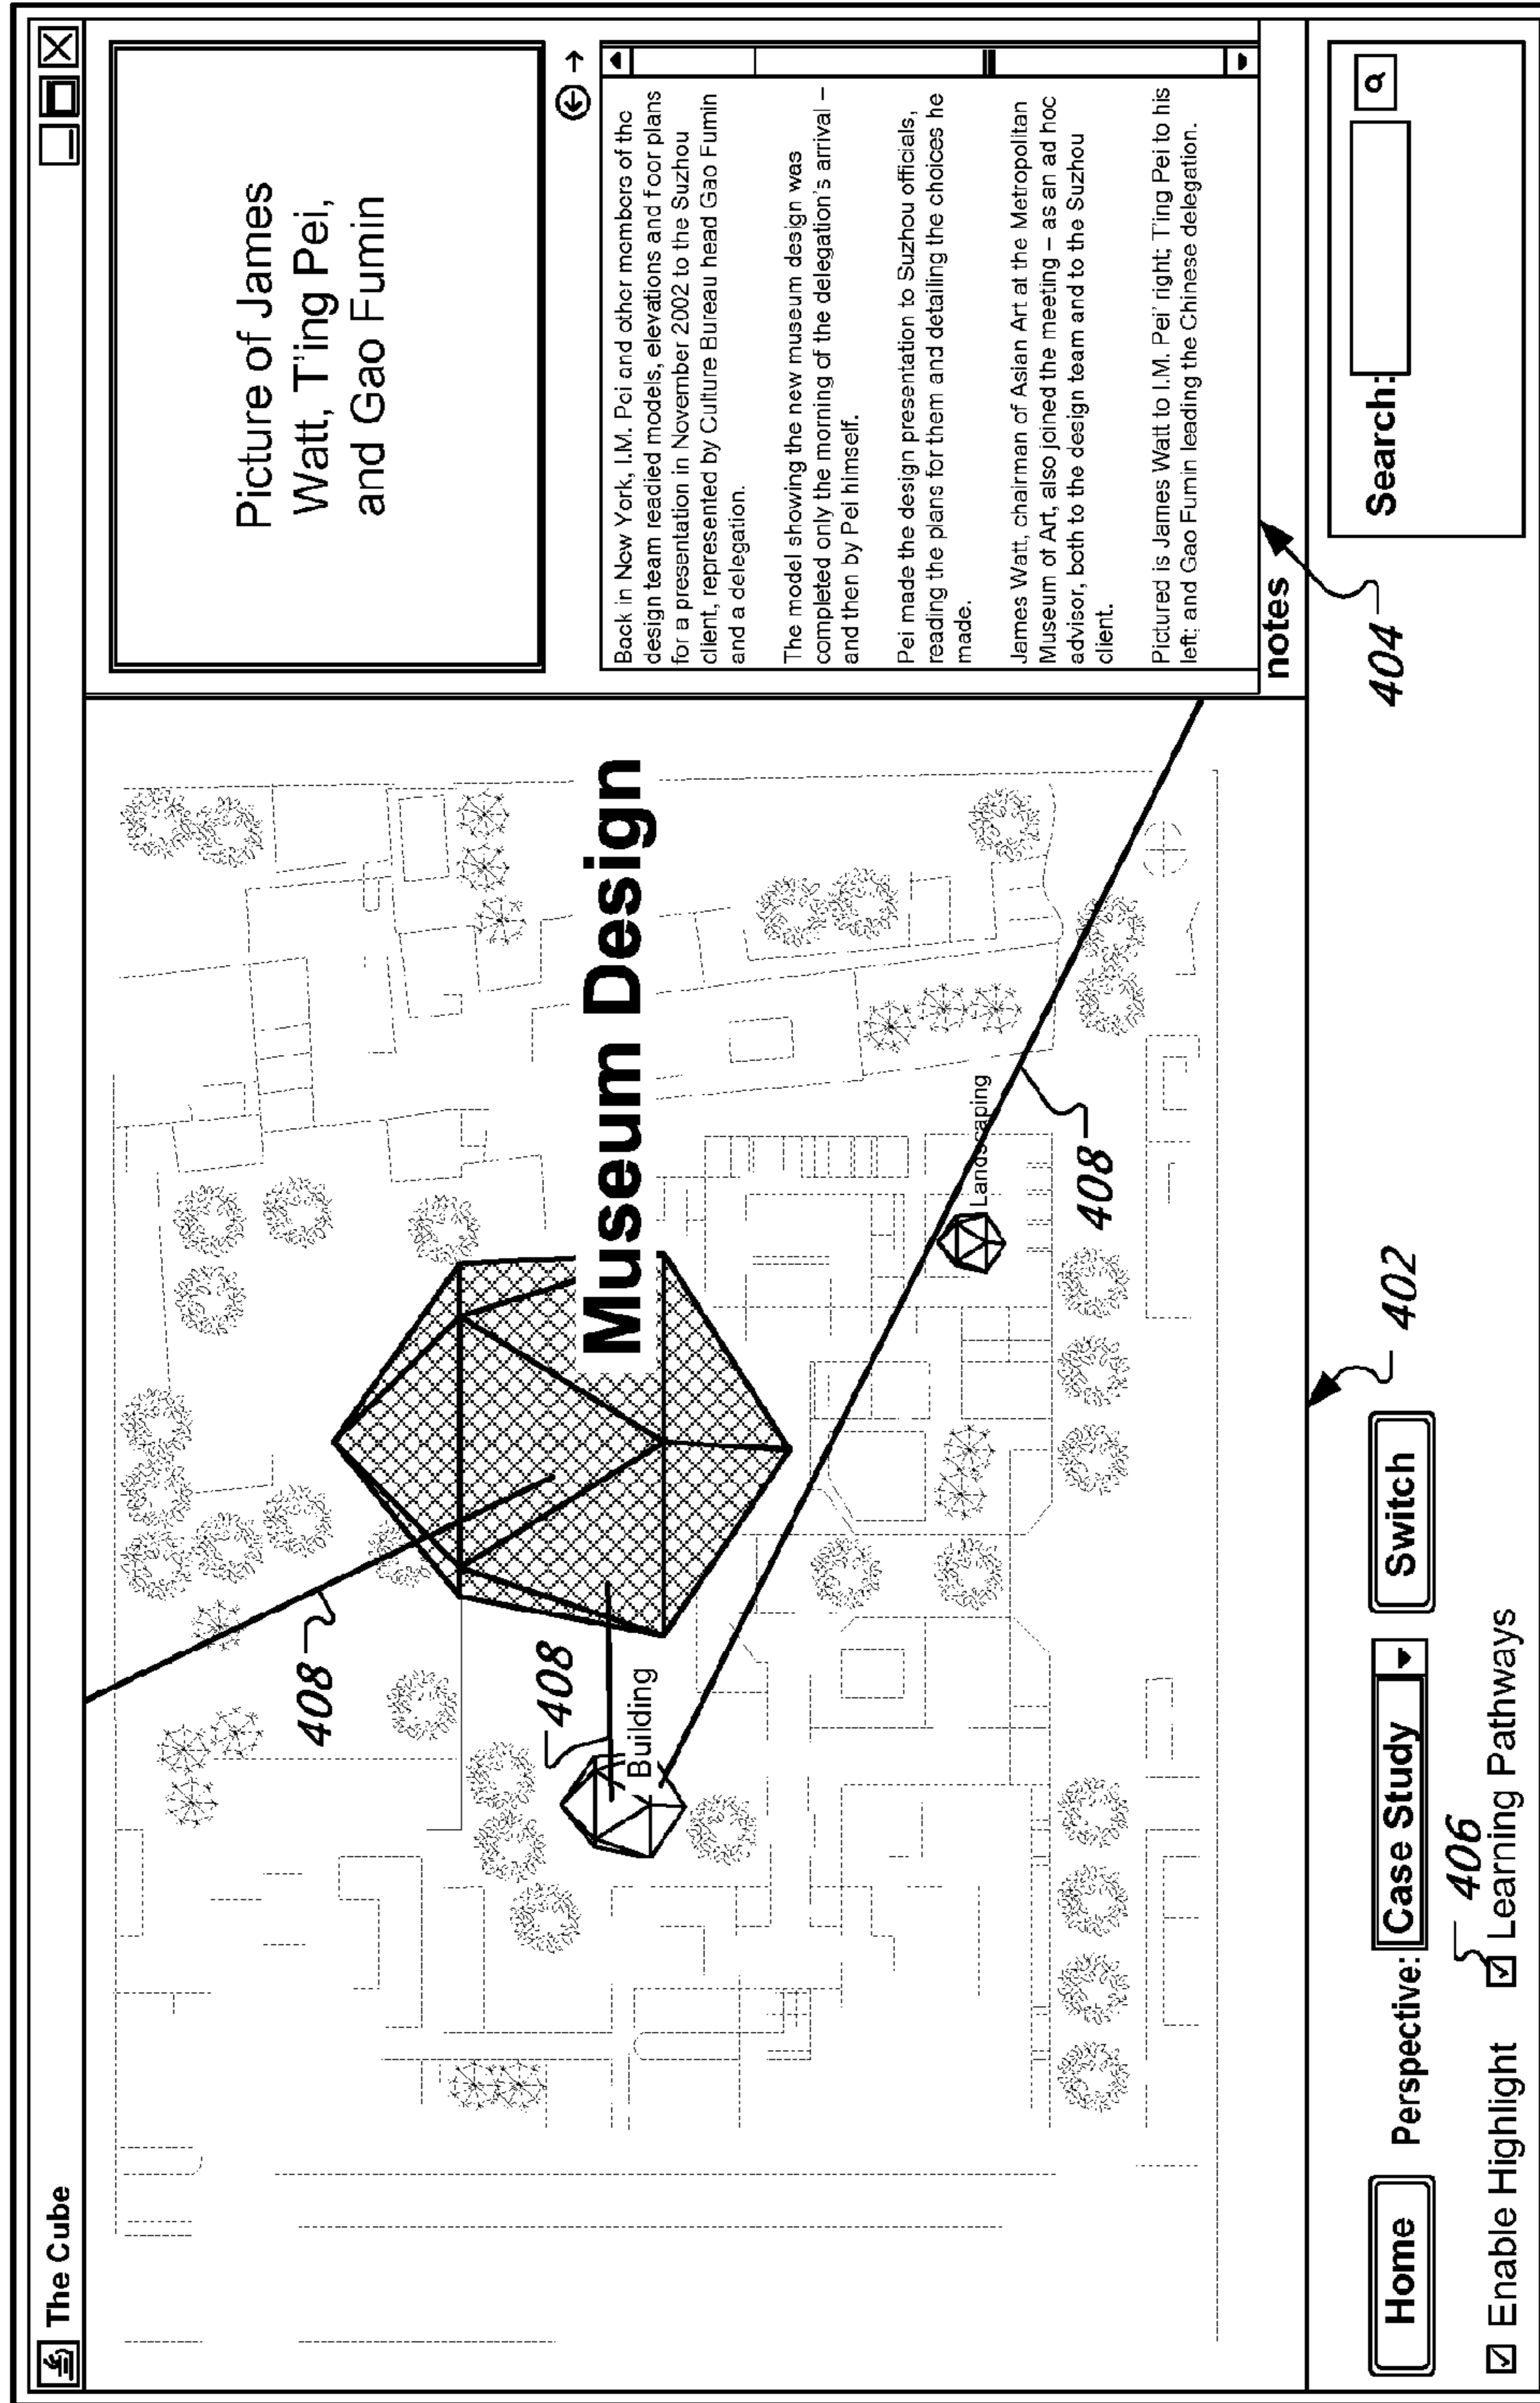 The Cube
408
408
Building
Museum Design
Landscaping
408
Picture of James
Watt, T'ing Pei,
and Gao Fumin
Back in New York, I.M. Pei and other members of the
design team readied models, elevations and foor plans
for a presentation in November 2002 to the Suzhou
client, represented by Culture Bureau head Gao Fumin
and a delegation.
The model showing the new museum design was
completed only the morning of the delegation's arrival –
and then by Pei himself.
Pei made the design presentation to Suzhou officials,
reading the plans for them and detailing the choices he
made.
James Watt, chairman of Asian Art at the Metropolitan
Museum of Art, also joined the meeting – as an ad hoc
advisor, both to the design team and to the Suzhou
client.
Pictured is James Watt to I.M. Pei' right; T'ing Pei to his
left; and Gao Fumin leading the Chinese delegation.
notes
Home Perspective: Case Study Switch
402
404
Search:
406
Enable Highlight Learning Pathways